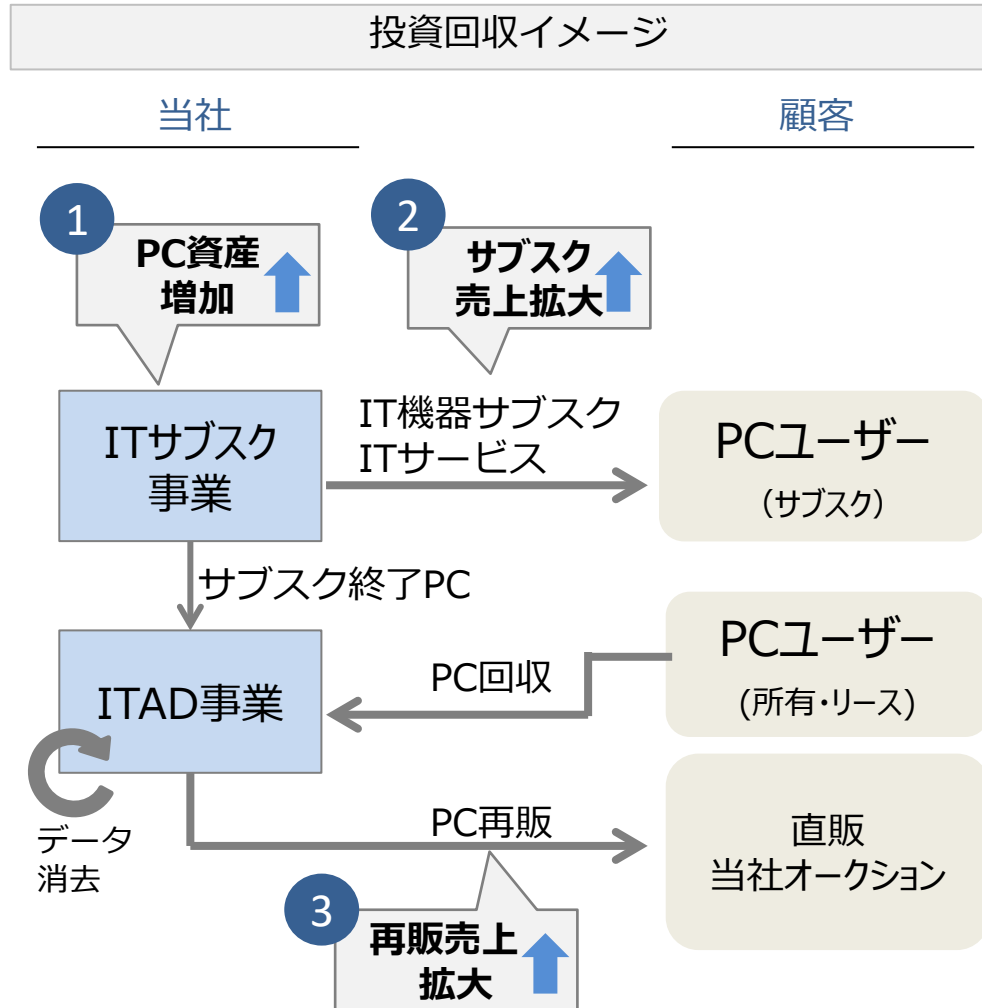 投資回収イメージ
当社
顧客
1
PC資産
増加
2
サブスク
売上拡大
ITサブスク
事業
IT機器サブスク
ITサービス
PCユーザー
（サブスク）
サブスク終了PC
ITAD事業
PC回収
PCユーザー
(所有・リース)
データ
消去
PC再販
直販
当社オークション
3
再販売上
拡大